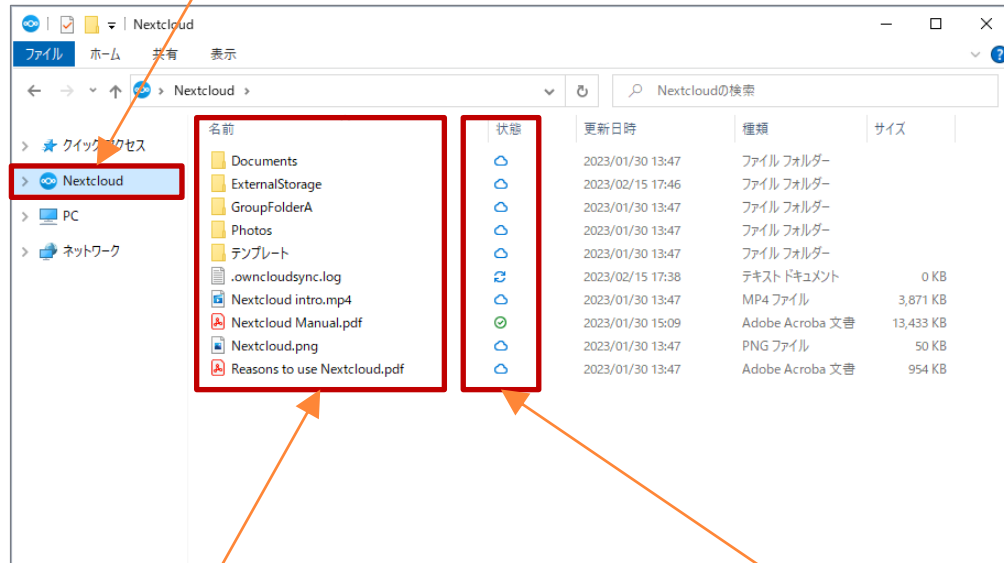 Nextcloud
ファイル ホーム 共有 表示
Nextcloud Nextcloudの検索
クイック アクセス
Nextcloud
PC
ネットワーク
名前 状態 更新日時 種類 サイズ
Documents 2023/01/30 13:47 ファイル フォルダー
ExternalStorage 2023/02/15 17:46 ファイル フォルダー
GroupFolderA 2023/01/30 13:47 ファイル フォルダー
Photos 2023/01/30 13:47 ファイル フォルダー
テンプレート 2023/01/30 13:47 ファイル フォルダー
.owncloudsync.log 2023/02/15 17:38 テキスト ドキュメント 0 KB
Nextcloud intro.mp4 2023/01/30 13:47 MP4 ファイル 3,871 KB
Nextcloud Manual.pdf 2023/01/30 15:09 Adobe Acroba 文書 13,433 KB
Nextcloud.png 2023/01/30 13:47 PNG ファイル 50 KB
Reasons to use Nextcloud.pdf 2023/01/30 13:47 Adobe Acroba 文書 954 KB